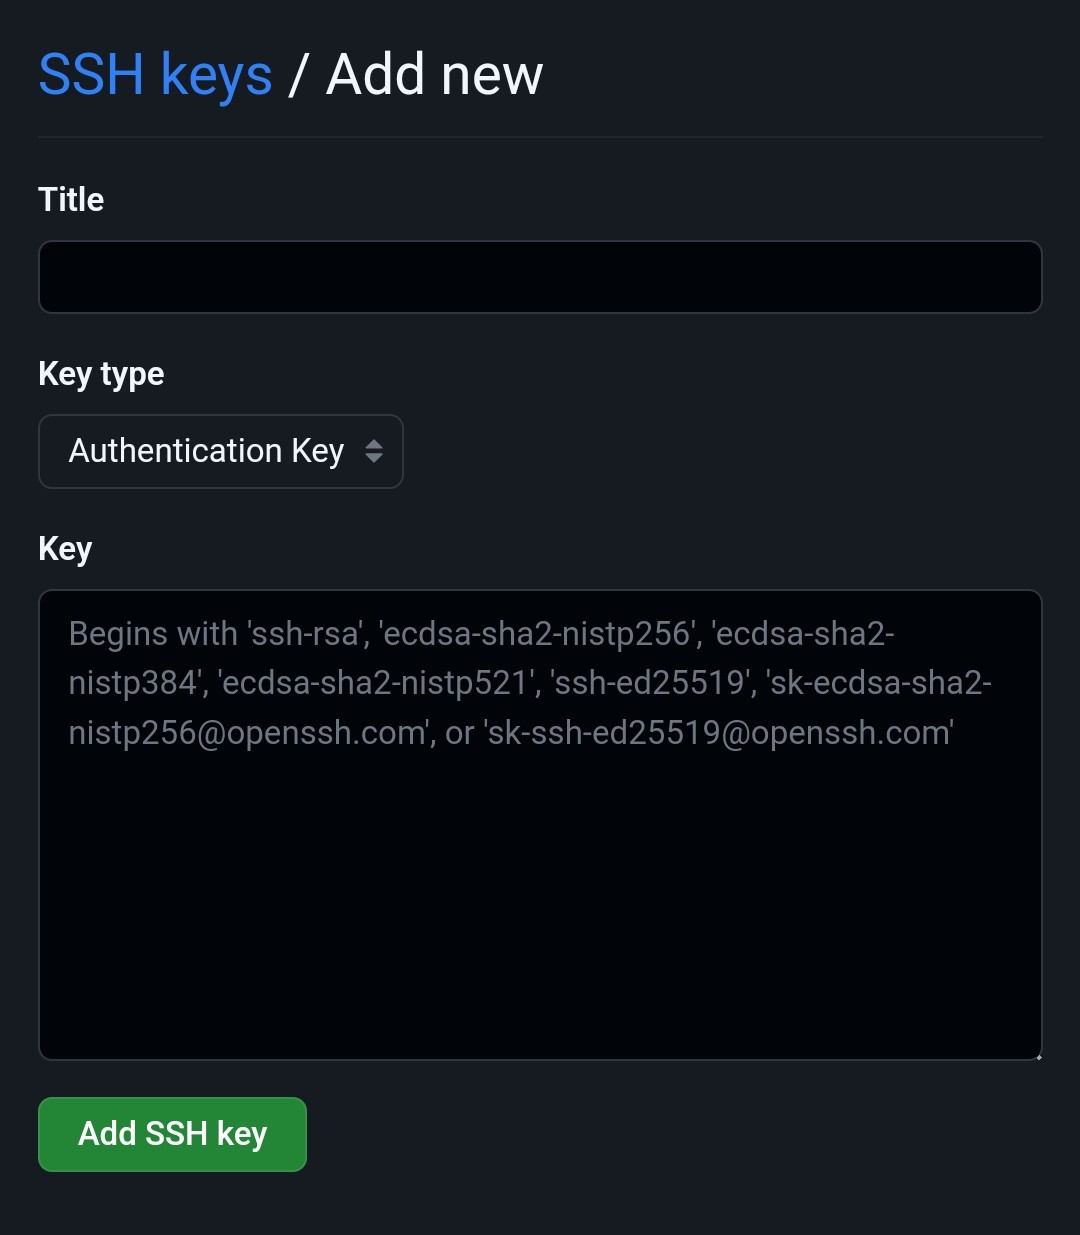 SSH keys / Add new
Title
Key type
Authentication Key
Key
Begins with 'ssh-rsa', 'ecdsa-sha2-nistp256', 'ecdsa-sha2-
nistp384', 'ecdsa-sha2-nistp521', 'ssh-ed25519', 'sk-ecdsa-sha2-
nistp256@openssh.com', or 'sk-ssh-ed25519@openssh.com'
Add SSH key